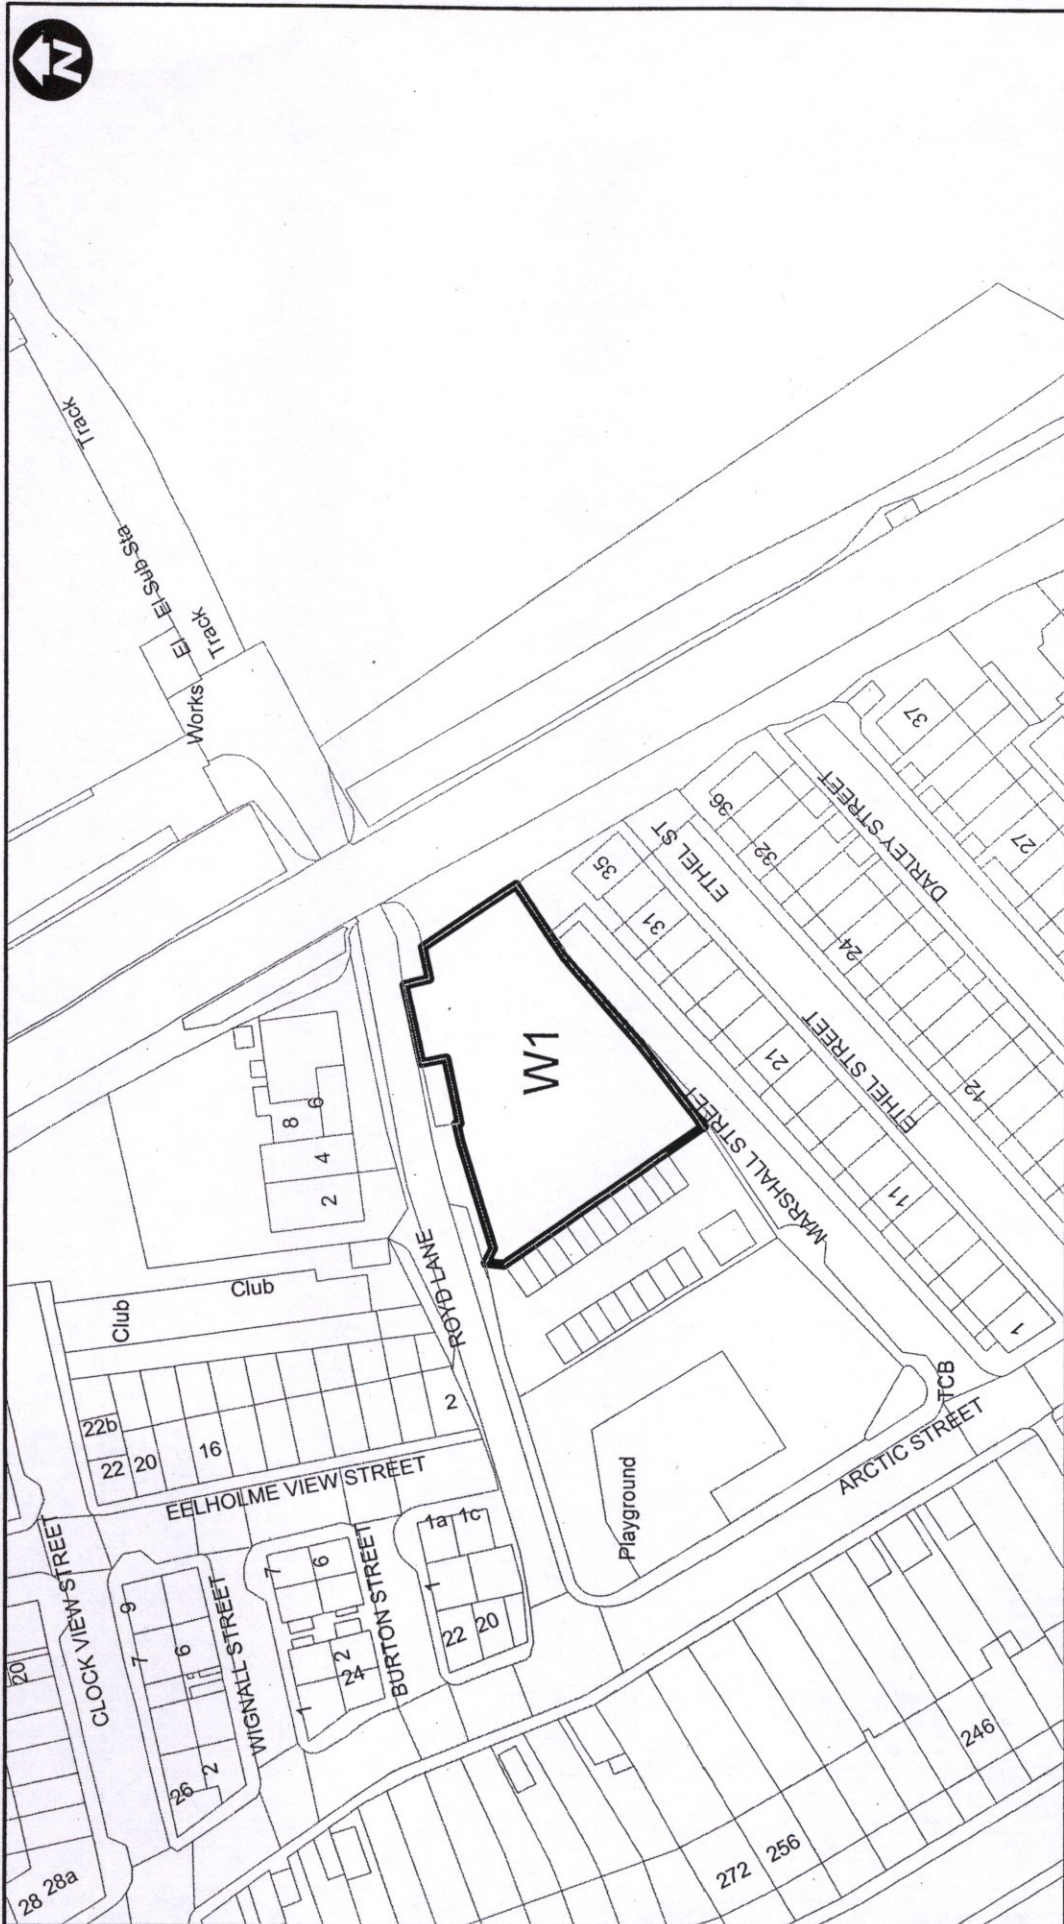 N
Track
El Sub Sta
El
Track
Works
37
27
DARLEY STREET
36
32
24
12
ETHEL ST
ETHEL STREET
35
31
21
11
1
W1
MARSHALL STREET
8
6
4
2
ROYD LANE
Club
Club
2
22b
22
20
16
EELHOLME VIEW STREET
TCB
ARCTIC STREET
Playground
1a
1c
1
22
20
BURTON STREET
7
6
2
24
1
WIGNALL STREET
9
7
6
2
26
CLOCK VIEW STREET
20
28
28a
246
256
272